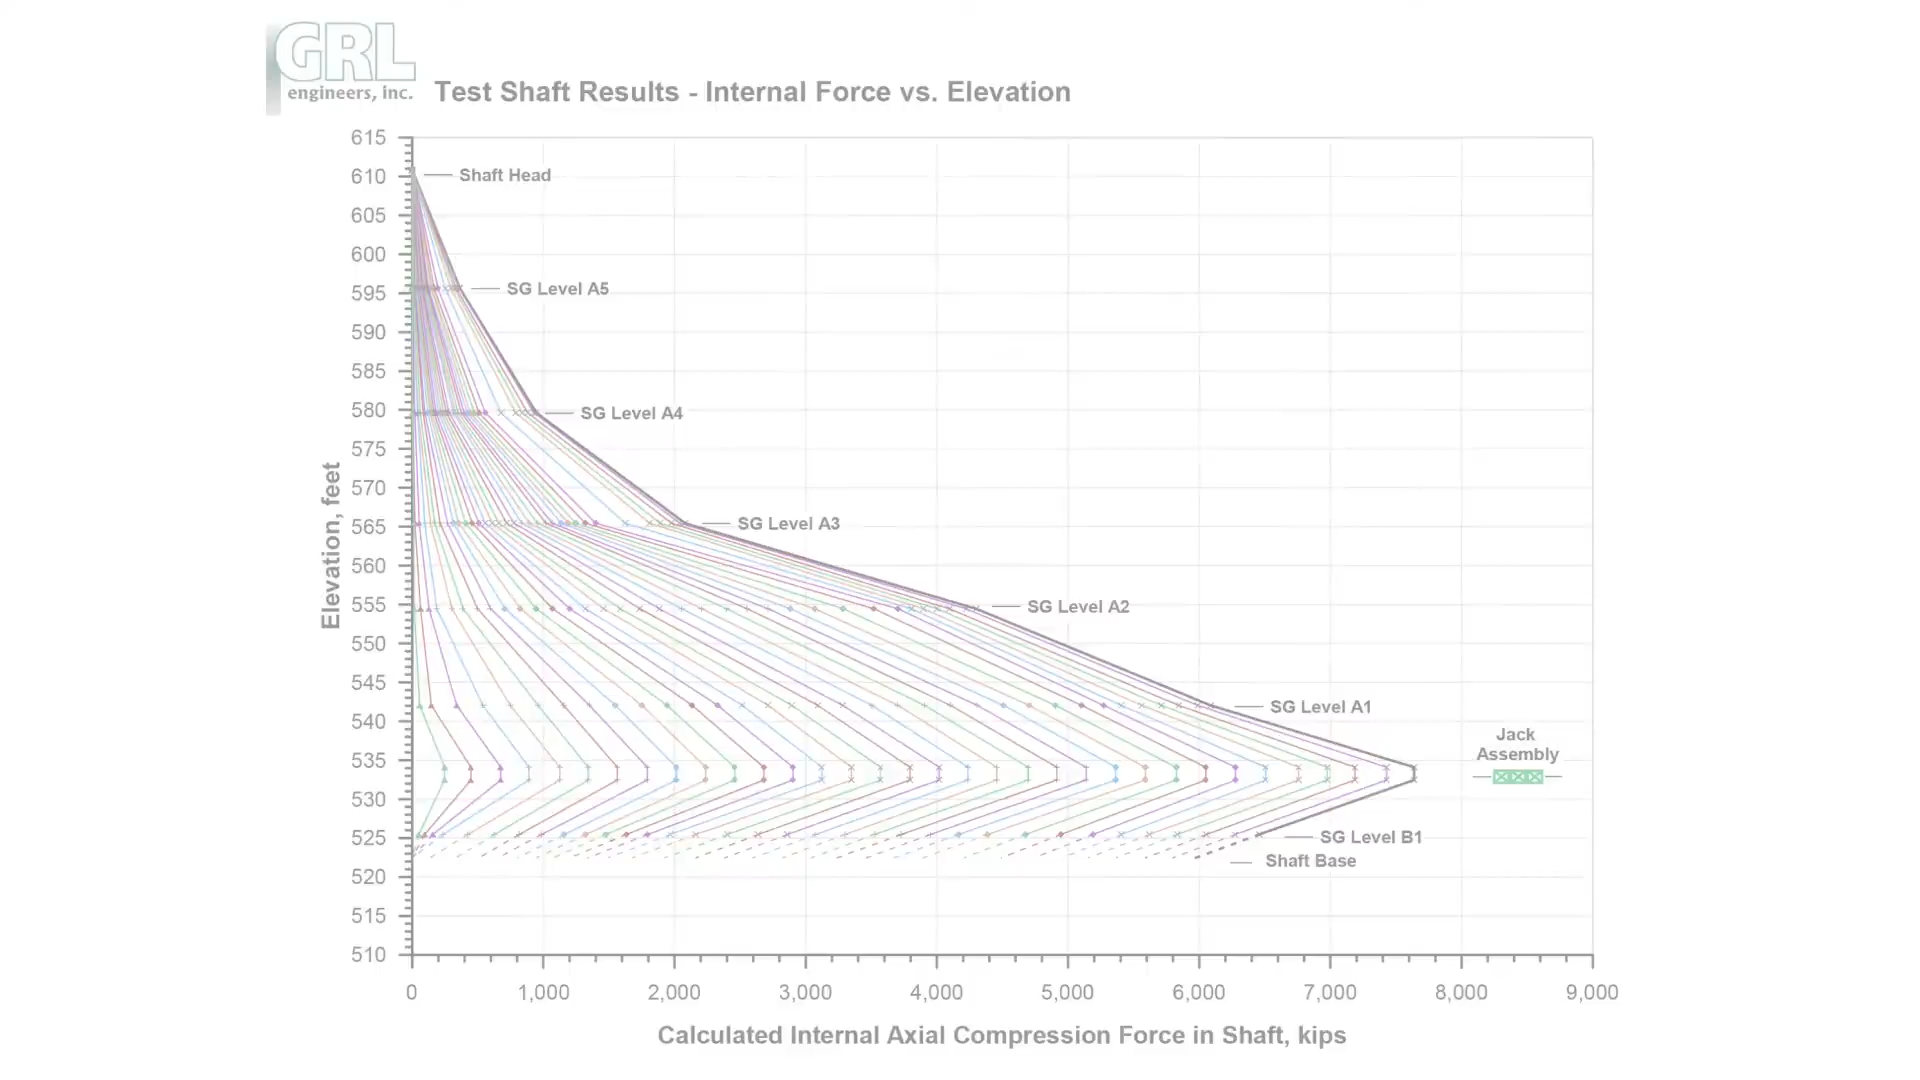 GRL
engineers, inc.
Test Shaft Results - Internal Force vs. Elevation
615
610
605
600
595
590
585
580
575
570
565
560
555
550
545
540
535
530
525
520
515
510
Elevation, feet
Shaft Head
SG Level A5
SG Level A4
SG Level A3
SG Level A2
SG Level A1
Jack
Assembly
SG Level B1
Shaft Base
0 1,000 2,000 3,000 4,000 5,000 6,000 7,000 8,000 9,000
Calculated Internal Axial Compression Force in Shaft, kips